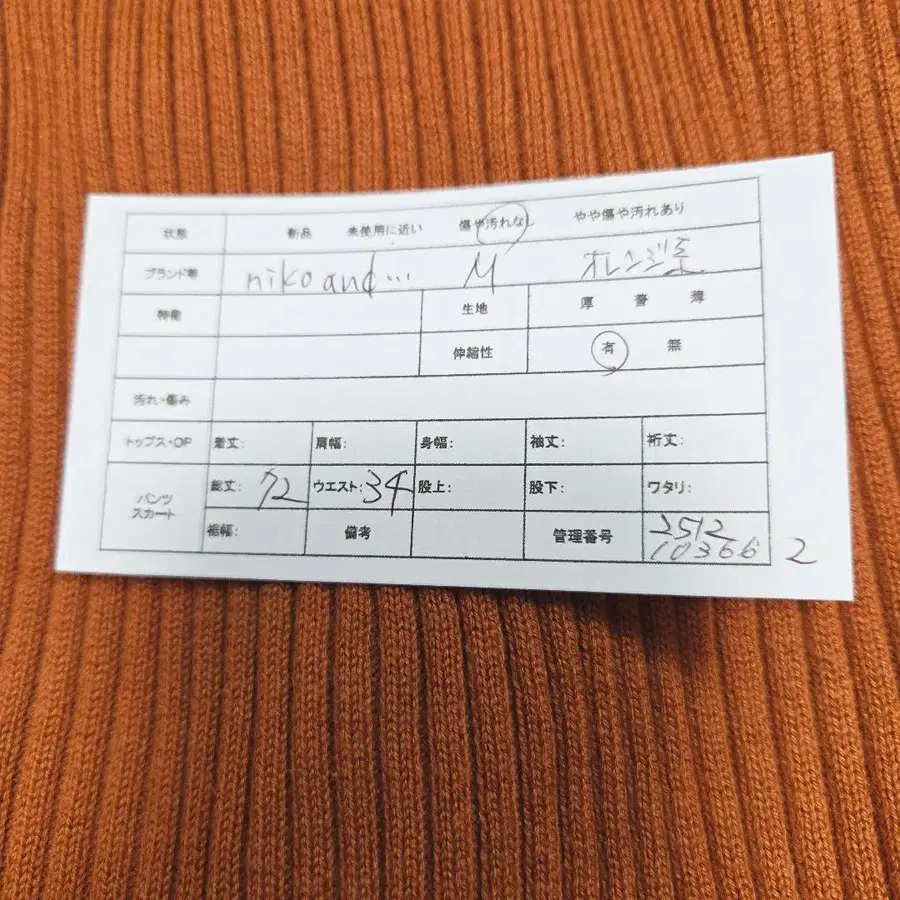 状態 新品 未使用に近い 傷や汚れなし やや傷や汚れあり
ブランド等 niko and... M オレンジ系
特徴 生地 厚 普 薄
伸縮性 有 無
汚れ・傷み
トップス・OP 着丈: 肩幅: 身幅: 袖丈: 裄丈:
パンツ スカート 総丈: 72 ウエスト: 34 股上: 股下: ワタリ:
裾幅: 備考 管理番号 2512
10366 2